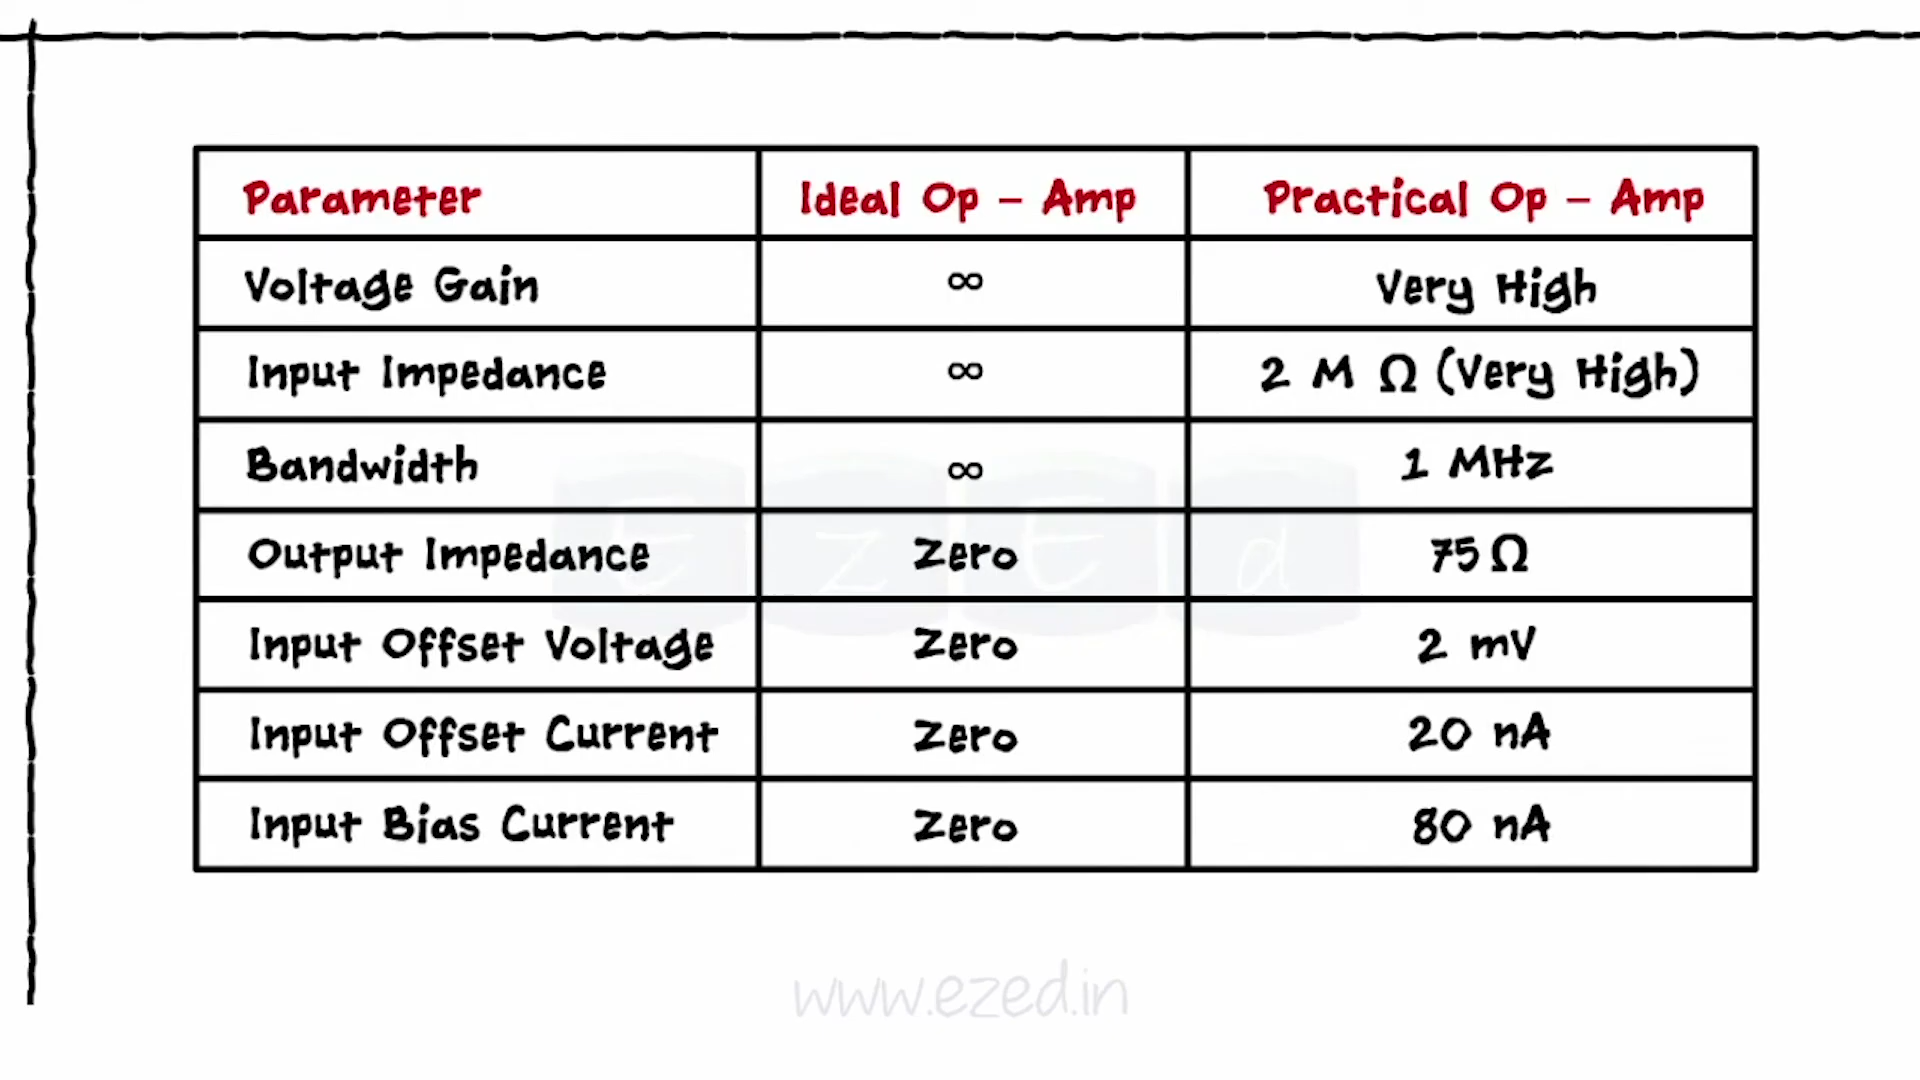 Parameter Ideal Op - Amp Practical Op - Amp
Voltage Gain ∞ Very High
Input Impedance ∞ 2 M Ω (Very High)
Bandwidth ∞ 1 MHz
Output Impedance Zero 75 Ω
Input Offset Voltage Zero 2 mV
Input Offset Current Zero 20 nA
Input Bias Current Zero 80 nA
EzEd
www.ezed.in